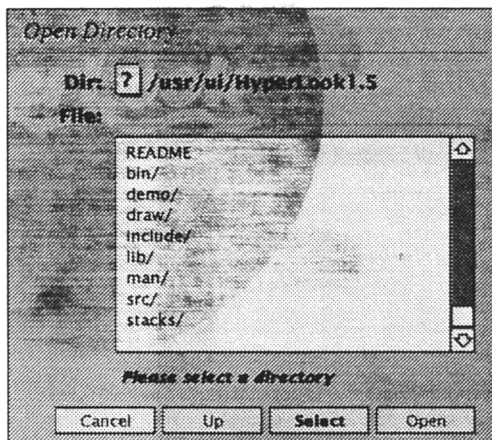 Open Directory
Dir: ? /usr/ui/HyperLook1.5
File:
README
bin/
demo/
draw/
include/
lib/
man/
src/
stacks/
Please select a directory
Cancel Up Select Open